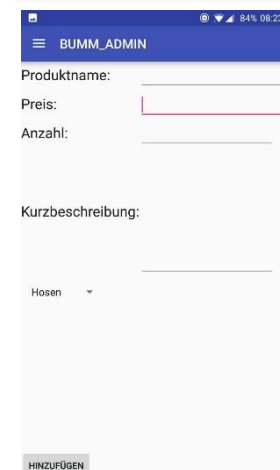 84% 08:23
BUMM_ADMIN
Produktname:
Preis:
Anzahl:
Kurzbeschreibung:
Hosen
HINZUFÜGEN